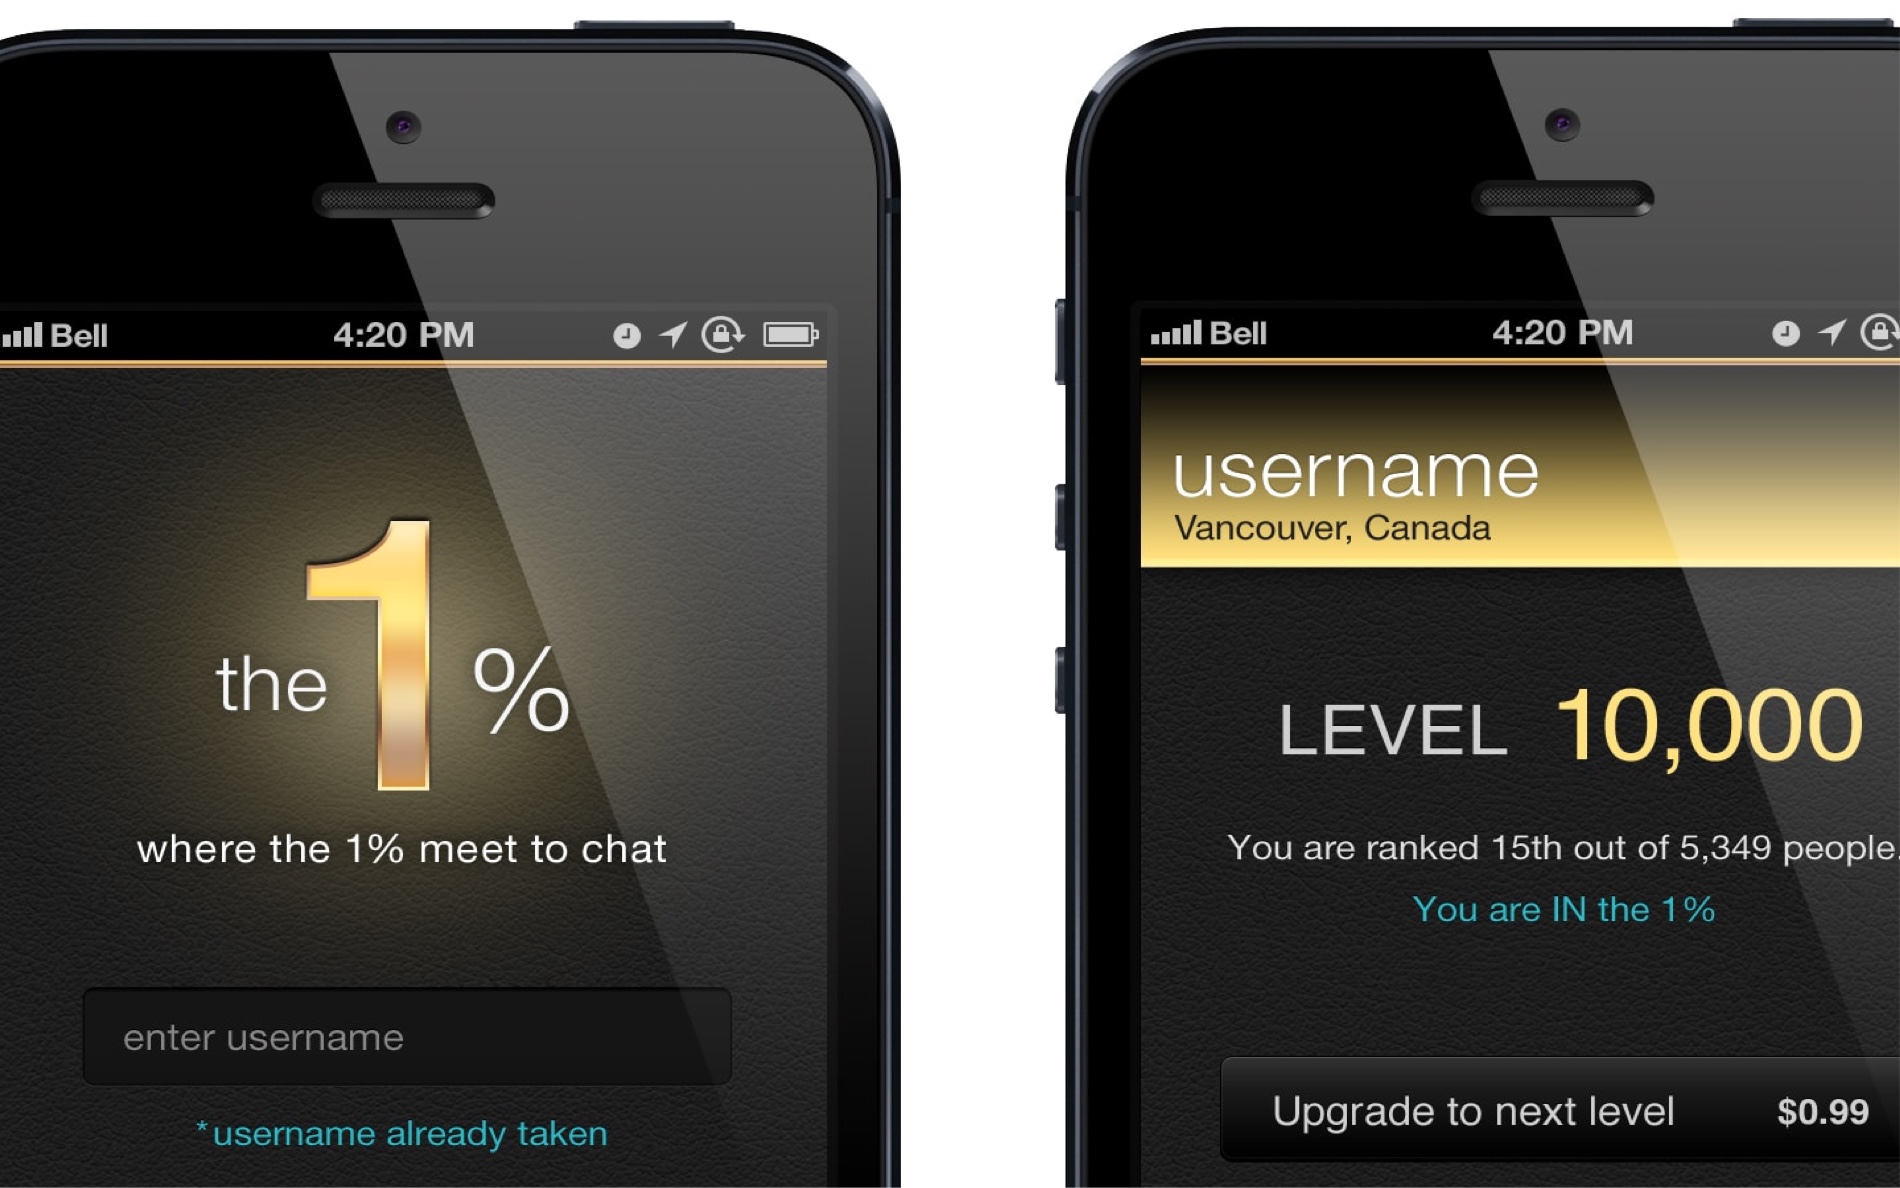 Bell 4:20 PM
the 1 %
where the 1% meet to chat
enter username
*username already taken
Bell 4:20 PM
username
Vancouver, Canada
LEVEL 10,000
You are ranked 15th out of 5,349 people.
You are IN the 1%
Upgrade to next level $0.99